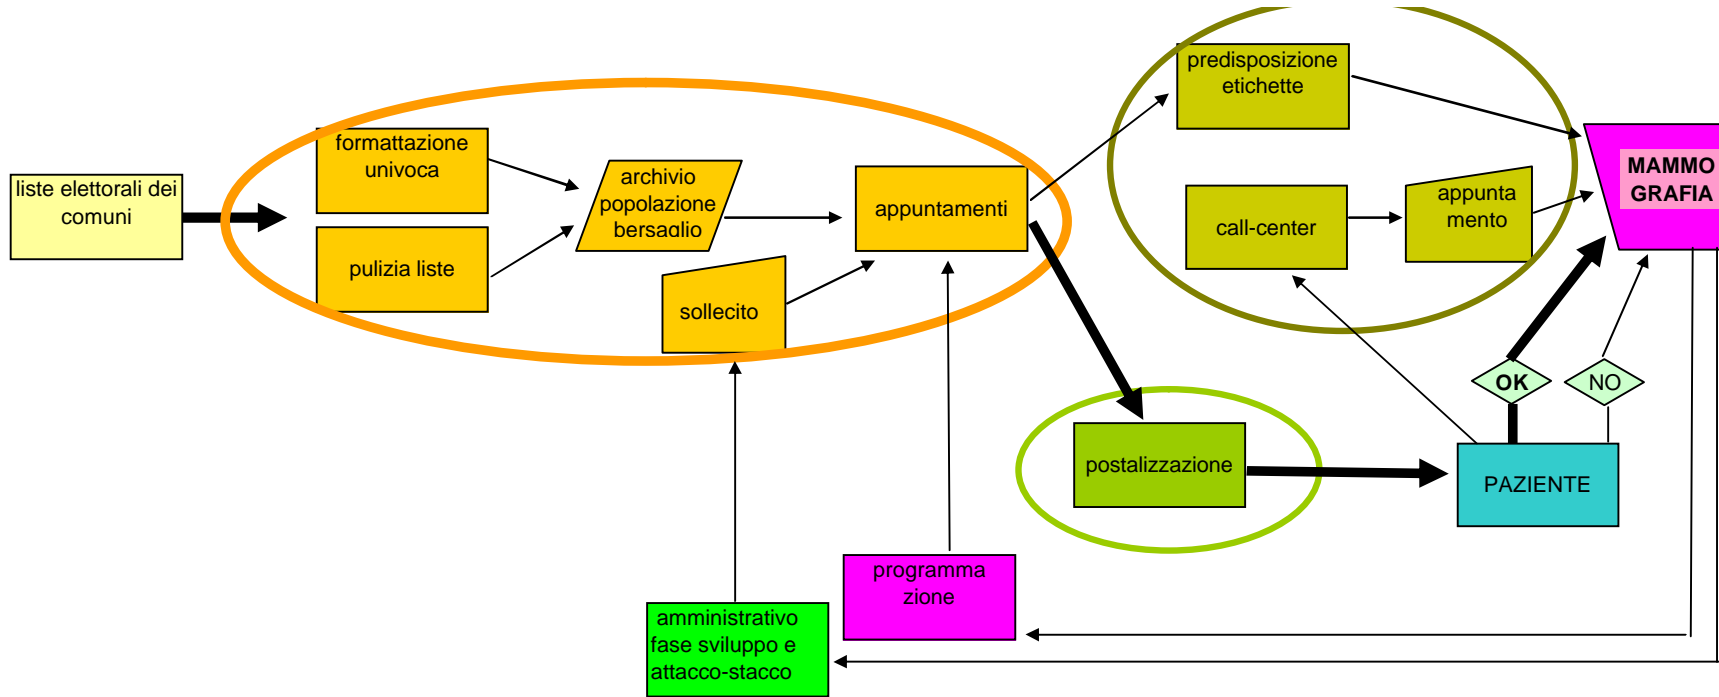 predisposizione
etichette
formattazione
univoca
liste elettorali dei
comuni
archivio
popolazione
bersaglio
appuntamenti
MAMMO
GRAFIA
call-center
appunta
mento
pulizia liste
sollecito
OK
NO
postalizzazione
PAZIENTE
programma
zione
amministrativo
fase sviluppo e
attacco-stacco